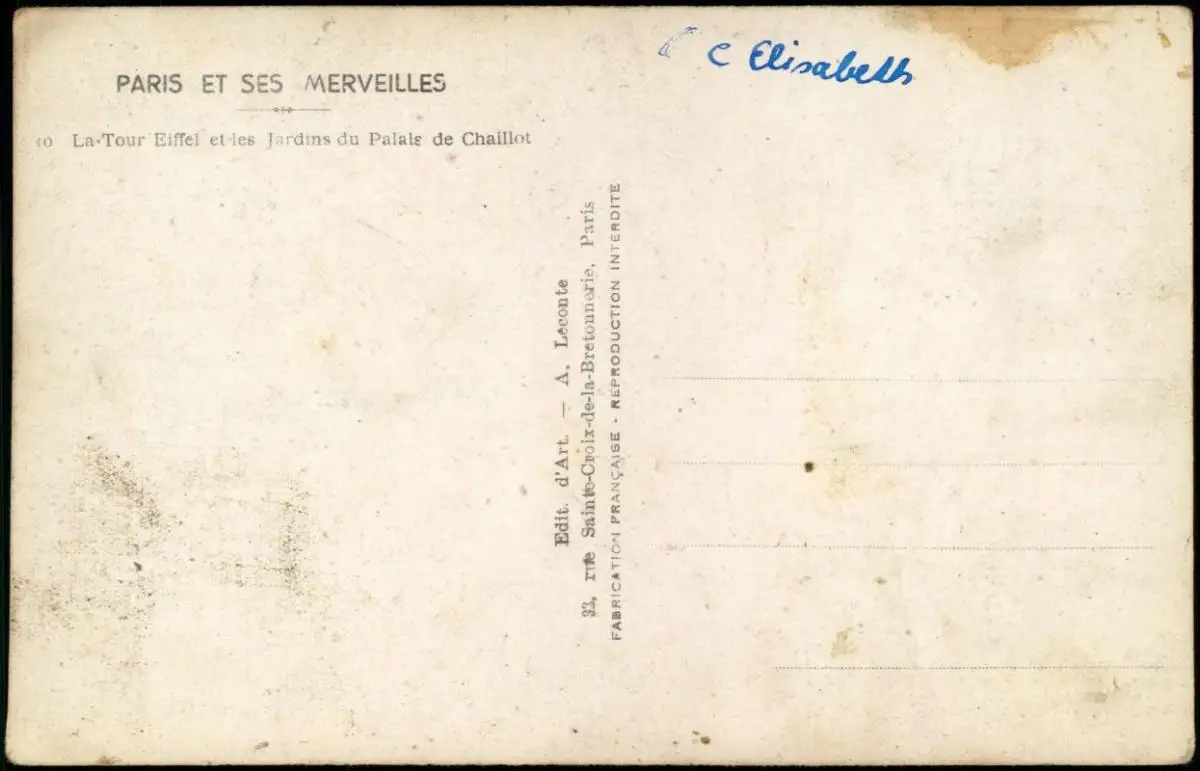 PARIS ET SES MERVEILLES
10 La Tour Eiffel et les Jardins du Palais de Chaillot
Edit. d'Art. — A. Leconte
rue Sainte-Croix-de-la-Bretonnerie, Paris
FABRICATION FRANÇAISE - REPRODUCTION INTERDITE
C Elisabeth